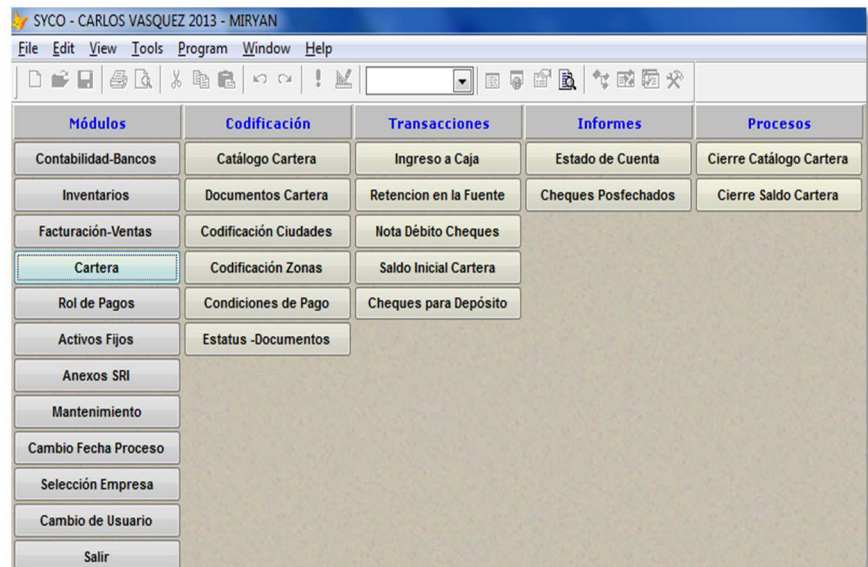 SYCO - CARLOS VASQUEZ 2013 - MIRYAN
File Edit View Tools Program Window Help
Módulos Codificación Transacciones Informes Procesos
Contabilidad-Bancos Catálogo Cartera Ingreso a Caja Estado de Cuenta Cierre Catálogo Cartera
Inventarios Documentos Cartera Retencion en la Fuente Cheques Posfechados Cierre Saldo Cartera
Facturación-Ventas Codificación Ciudades Nota Débito Cheques
Cartera Codificación Zonas Saldo Inicial Cartera
Rol de Pagos Condiciones de Pago Cheques para Depósito
Activos Fijos Estatus -Documentos
Anexos SRI
Mantenimiento
Cambio Fecha Proceso
Selección Empresa
Cambio de Usuario
Salir